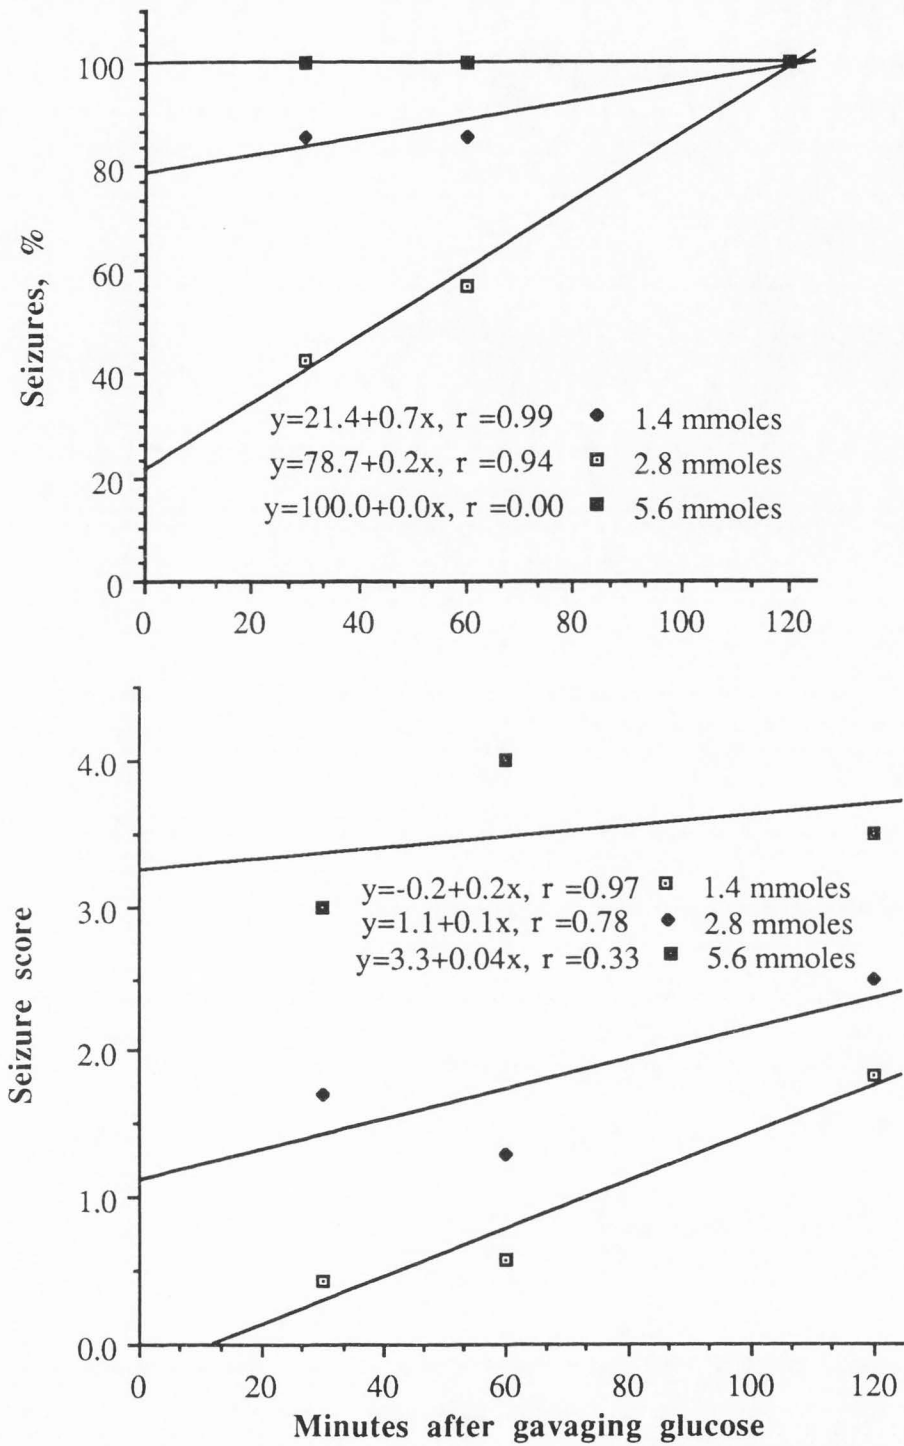 100
80
60
40
20
0
Seizures, %
y=21.4+0.7x, r =0.99 1.4 mmoles
y=78.7+0.2x, r =0.94 2.8 mmoles
y=100.0+0.0x, r =0.00 5.6 mmoles
0 20 40 60 80 100 120
4.0
3.0
2.0
1.0
0.0
Seizure score
y=-0.2+0.2x, r =0.97 1.4 mmoles
y=1.1+0.1x, r =0.78 2.8 mmoles
y=3.3+0.04x, r =0.33 5.6 mmoles
0 20 40 60 80 100 120
Minutes after gavaging glucose